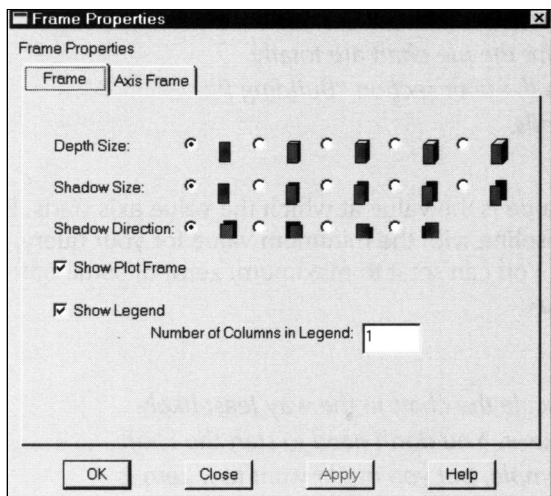 Frame Properties
Frame Properties
Frame
Axis Frame
Depth Size:
Shadow Size:
Shadow Direction:
Show Plot Frame
Show Legend
Number of Columns in Legend: 1
OK Close Apply Help